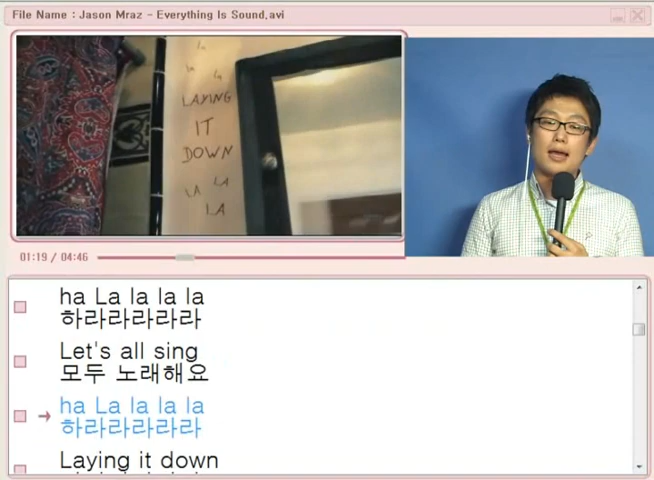 File Name : Jason Mraz - Everything Is Sound.avi
la
la
la
LAYING
IT
DOWN
LA
LA
LA
01:19 / 04:46
ha La la la la
하라라라라라
Let's all sing
모두 노래해요
ha La la la la
하라라라라라
Laying it down